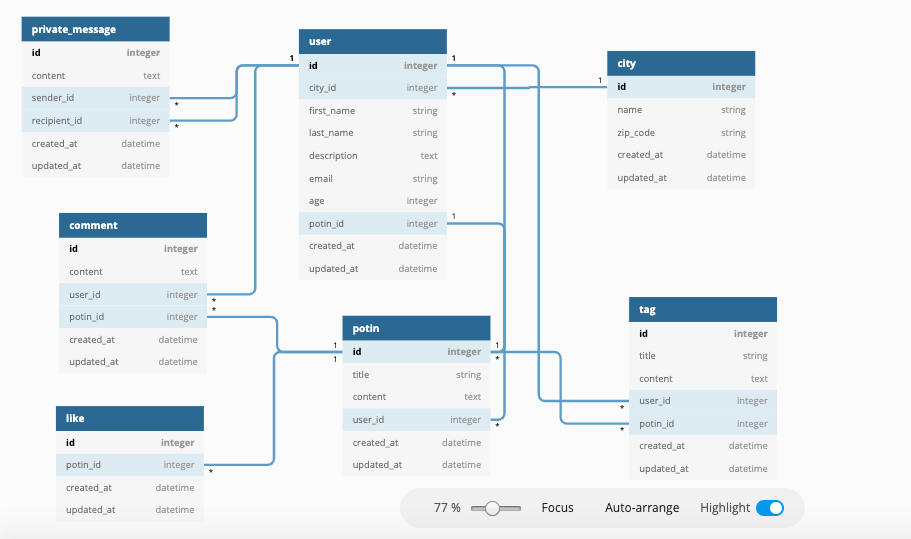 private_message
id integer
content text
sender_id integer
*
recipient_id integer
*
created_at datetime
updated_at datetime
user
1 id integer 1
city_id integer
*
first_name string
last_name string
description text
email string
age integer
potin_id integer 1
created_at datetime
updated_at datetime
city
1 id integer
name string
zip_code string
created_at datetime
updated_at datetime
comment
id integer
content text
user_id integer
*
*
potin_id integer
created_at datetime
updated_at datetime
potin
1 id integer 1
1 *
title string
content text
user_id integer
*
created_at datetime
updated_at datetime
tag
id integer
title string
content text
user_id integer
*
potin_id integer
*
created_at datetime
updated_at datetime
like
id integer
potin_id integer
*
created_at datetime
updated_at datetime
77 % Focus Auto-arrange Highlight